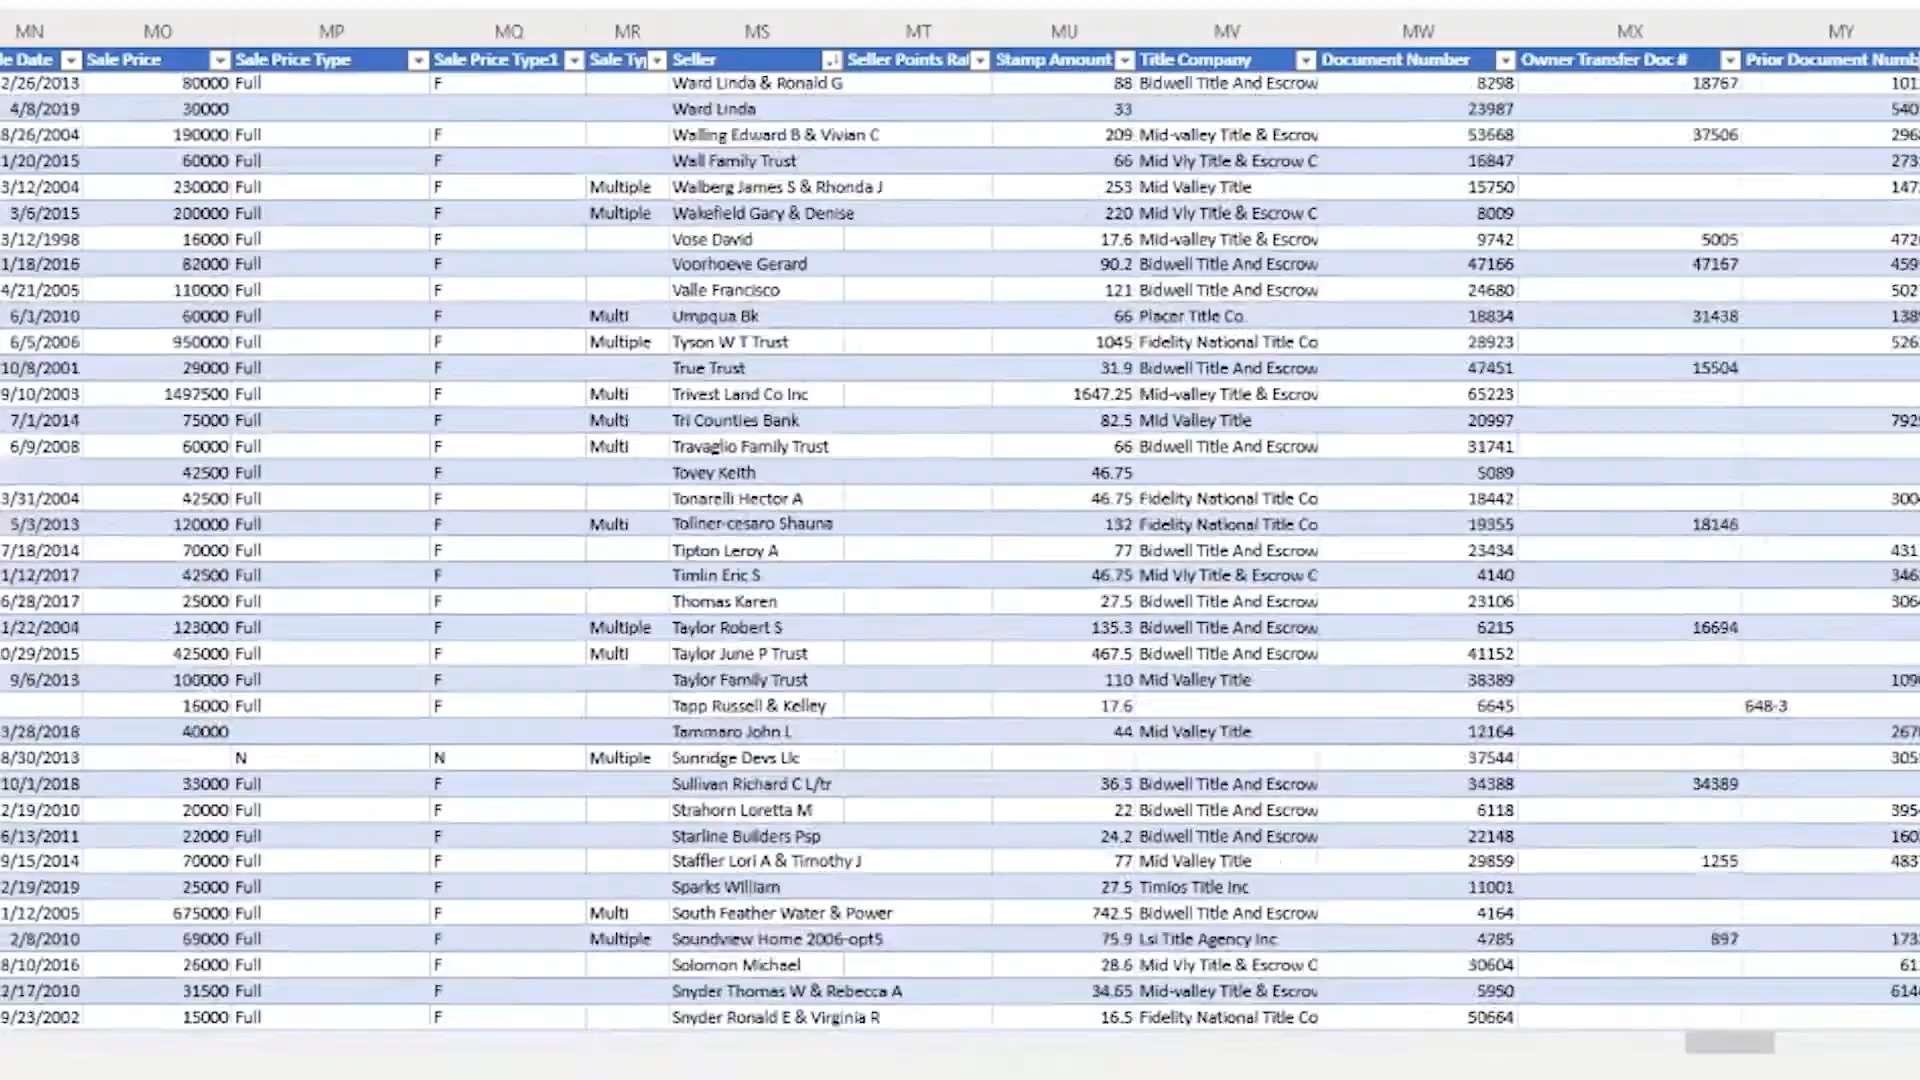 MN MO MP MQ MR MS MT MU MV MW MX MY
le Date Sale Price Sale Price Type Sale Price Type1 Sale Typ Seller Seller Points Rat Stamp Amount Title Company Document Number Owner Transfer Doc # Prior Document Numb
2/26/2013 80000 Full F Ward Linda & Ronald G 88 Bidwell Title And Escrow 8298 18767 101
4/8/2019 30000 Ward Linda 33 23987 540
8/26/2004 190000 Full F Walling Edward B & Vivian C 209 Mid-valley Title & Escrov 53668 37506 296
1/20/2015 60000 Full F Wall Family Trust 66 Mid Vly Title & Escrow C 16847 273
3/12/2004 230000 Full F Multiple Walberg James S & Rhonda J 253 Mid Valley Title 15750 147
3/6/2015 200000 Full F Multiple Wakefield Gary & Denise 220 Mid Vly Title & Escrow C 8009
3/12/1998 16000 Full F Vose David 17.6 Mid-valley Title & Escrov 9742 5005 472
1/18/2016 82000 Full F Voorhoeve Gerard 90.2 Bidwell Title And Escrow 47166 47167 459
4/21/2005 110000 Full F Valle Francisco 121 Bidwell Title And Escrow 24680 502
6/1/2010 60000 Full F Multi Umpqua Bk 66 Placer Title Co. 18834 31438 138
6/5/2006 950000 Full F Multiple Tyson W T Trust 1045 Fidelity National Title Co 28923 526
10/8/2001 29000 Full F True Trust 31.9 Bidwell Title And Escrow 47451 15504
9/10/2003 1497500 Full F Multi Trivest Land Co Inc 1647.25 Mid-valley Title & Escrov 65223
7/1/2014 75000 Full F Multi Tri Counties Bank 82.5 Mid Valley Title 20997 792
6/9/2008 60000 Full F Multi Travaglio Family Trust 66 Bidwell Title And Escrow 31741
42500 Full F Tovey Keith 46.75 5089
3/31/2004 42500 Full F Tonarelli Hector A 46.75 Fidelity National Title Co 18442 300
5/3/2013 120000 Full F Multi Tollner-cesaro Shauna 132 Fidelity National Title Co 19355 18146
7/18/2014 70000 Full F Tipton Leroy A 77 Bidwell Title And Escrow 23434 431
1/12/2017 42500 Full F Timlin Eric S 46.75 Mid Vly Title & Escrow C 4140 346
6/28/2017 25000 Full F Thomas Karen 27.5 Bidwell Title And Escrow 23106 306
1/22/2004 123000 Full F Multiple Taylor Robert S 135.3 Bidwell Title And Escrow 6215 16694
0/29/2015 425000 Full F Multi Taylor June P Trust 467.5 Bidwell Title And Escrow 41152
9/6/2013 100000 Full F Taylor Family Trust 110 Mid Valley Title 38389 109
16000 Full F Tapp Russell & Kelley 17.6 6645 648-3
3/28/2018 40000 Tammaro John L 44 Mid Valley Title 12164 267
8/30/2013 N N Multiple Sunridge Devs Llc 37544 305
10/1/2018 33000 Full F Sullivan Richard C L/tr 36.3 Bidwell Title And Escrow 34388 34389
2/19/2010 20000 Full F Strahorn Loretta M 22 Bidwell Title And Escrow 6118 395
6/13/2011 22000 Full F Starline Builders Psp 24.2 Bidwell Title And Escrow 22148 160
9/15/2014 70000 Full F Staffler Lori A & Timothy J 77 Mid Valley Title 29859 1255 483
2/19/2019 25000 Full F Sparks William 27.5 Timios Title Inc 11001
1/12/2005 675000 Full F Multi South Feather Water & Power 742.5 Bidwell Title And Escrow 4164
2/8/2010 69000 Full F Multiple Soundview Home 2006-opt5 75.9 Lsi Title Agency Inc 4785 897 173
8/10/2016 26000 Full F Solomon Michael 28.6 Mid Vly Title & Escrow C 30604 61
2/17/2010 31500 Full F Snyder Thomas W & Rebecca A 34.65 Mid-valley Title & Escrov 5950 614
9/23/2002 15000 Full F Snyder Ronald E & Virginia R 16.5 Fidelity National Title Co 50664